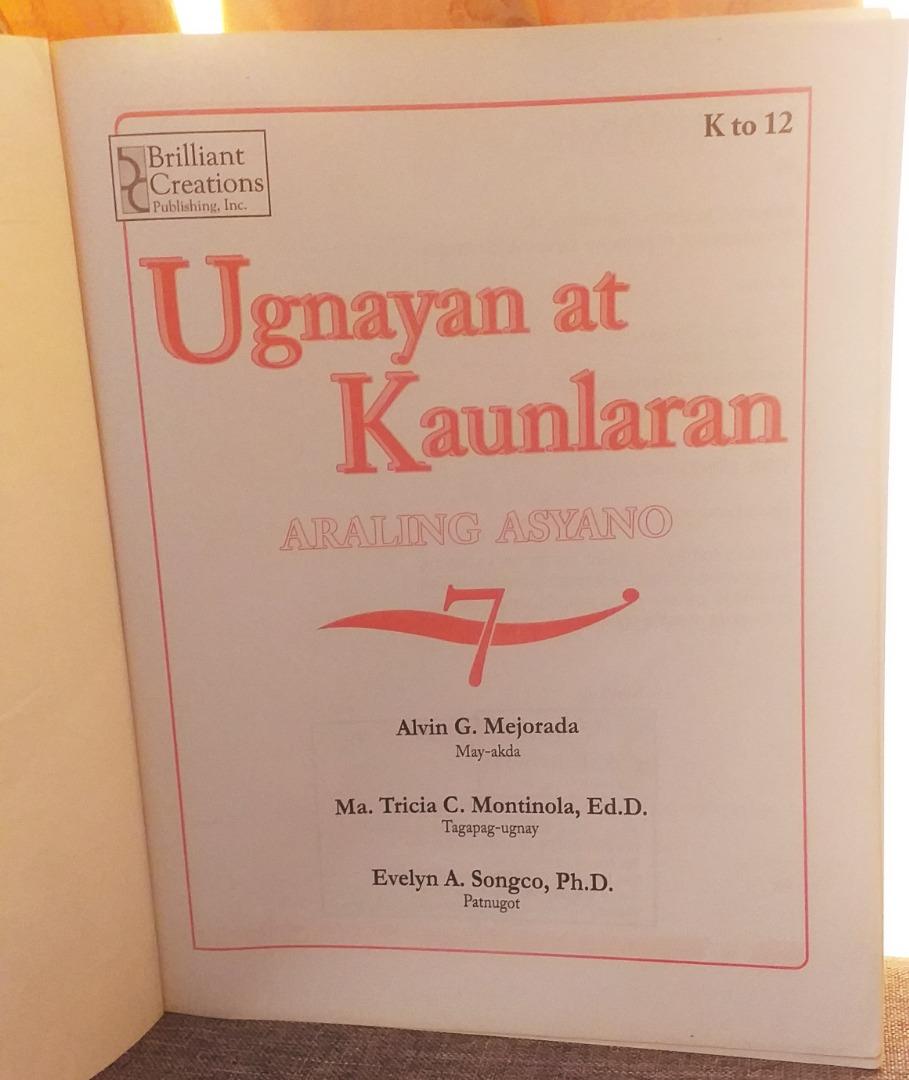 K to 12
Brilliant
Creations
Publishing, Inc.
Ugnayan at
Kaunlaran
ARALING ASYANO
7
Alvin G. Mejorada
May-akda
Ma. Tricia C. Montinola, Ed.D.
Tagapag-ugnay
Evelyn A. Songco, Ph.D.
Patnugot